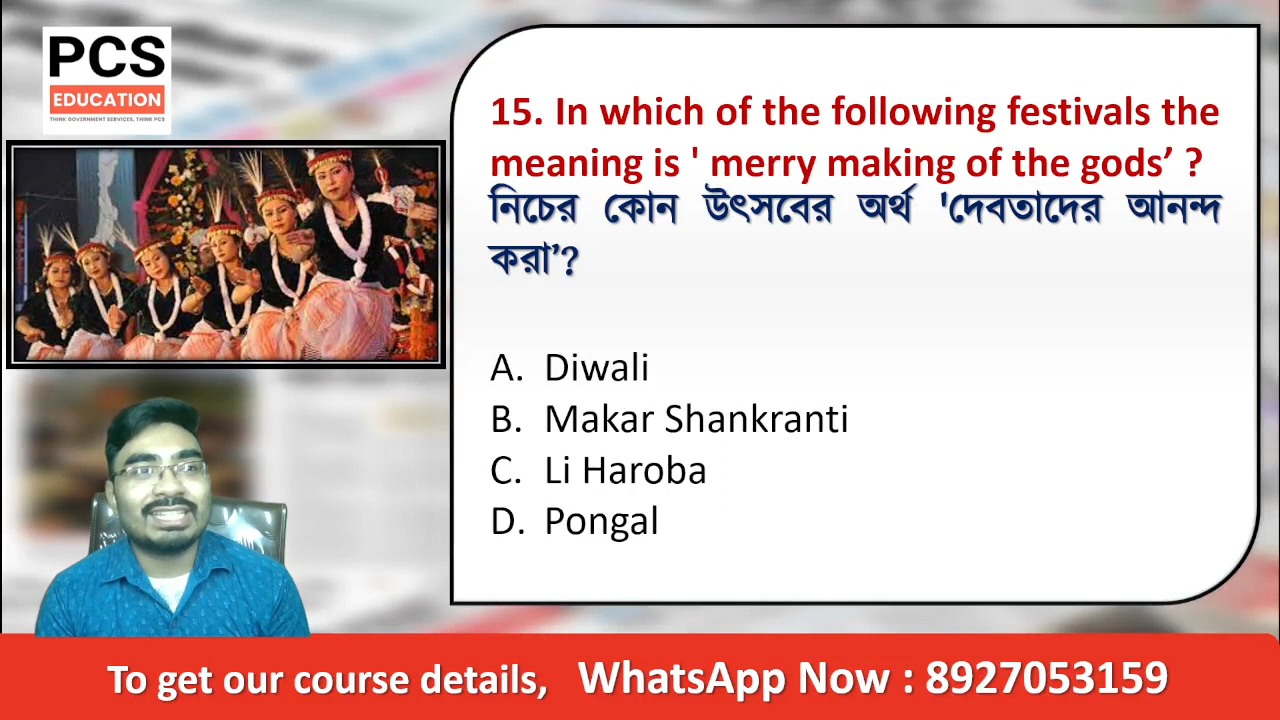 PCS
EDUCATION
THINK GOVERNMENT SERVICES, THINK PCS
15. In which of the following festivals the
meaning is ' merry making of the gods’ ?
নিচের কোন উৎসবের অর্থ 'দেবতাদের আনন্দ
করা’?
A. Diwali
B. Makar Shankranti
C. Li Haroba
D. Pongal
To get our course details, WhatsApp Now : 8927053159